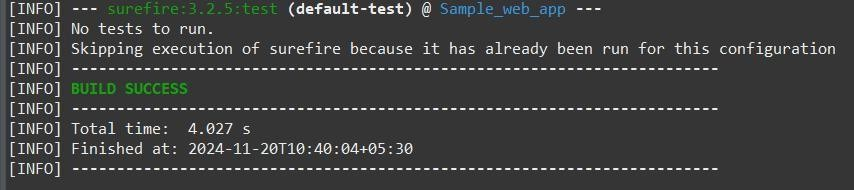 [INFO] --- surefire:3.2.5:test (default-test) @ Sample_web_app ---
[INFO] No tests to run.
[INFO] Skipping execution of surefire because it has already been run for this configuration
[INFO] ------------------------------------------------------------------------
[INFO] BUILD SUCCESS
[INFO] ------------------------------------------------------------------------
[INFO] Total time:  4.027 s
[INFO] Finished at: 2024-11-20T10:40:04+05:30
[INFO] ------------------------------------------------------------------------